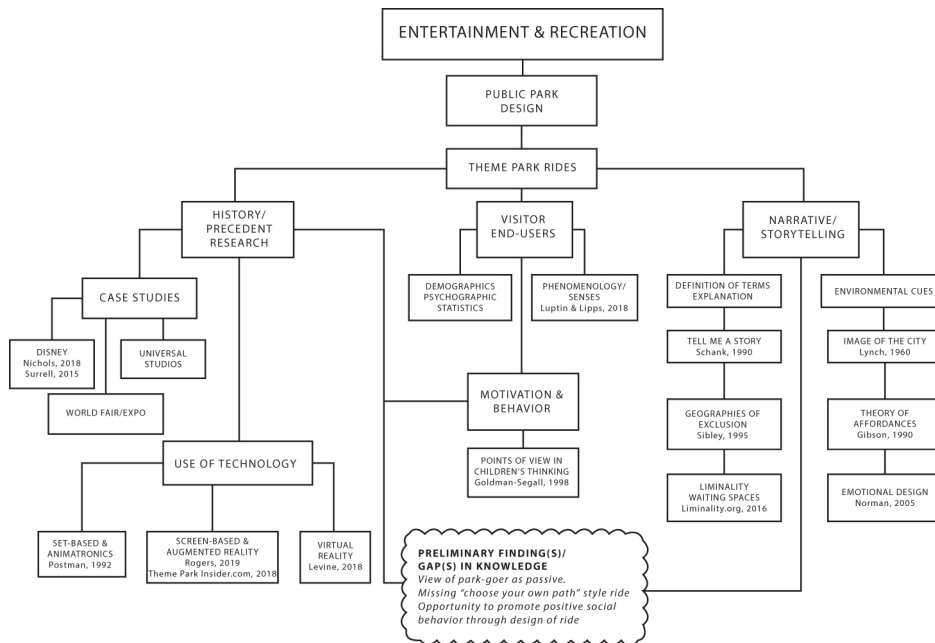 ENTERTAINMENT & RECREATION
PUBLIC PARK
DESIGN
THEME PARK RIDES
HISTORY/
PRECEDENT
RESEARCH
VISITOR
END-USERS
NARRATIVE/
STORYTELLING
CASE STUDIES
DEMOGRAPHICS
PSYCHOGRAPHIC
STATISTICS
PHENOMENOLOGY/
SENSES
Luptin & Lipps, 2018
DEFINITION OF TERMS
EXPLANATION
ENVIRONMENTAL CUES
DISNEY
Nichols, 2018
Surrell, 2015
UNIVERSAL
STUDIOS
TELL ME A STORY
Schank, 1990
IMAGE OF THE CITY
Lynch, 1960
WORLD FAIR/EXPO
MOTIVATION &
BEHAVIOR
GEOGRAPHIES OF
EXCLUSION
Sibley, 1995
THEORY OF
AFFORDANCES
Gibson, 1990
USE OF TECHNOLOGY
POINTS OF VIEW IN
CHILDREN'S THINKING
Goldman-Segall, 1998
LIMINALITY
WAITING SPACES
Liminality.org, 2016
EMOTIONAL DESIGN
Norman, 2005
SET-BASED &
ANIMATRONICS
Postman, 1992
SCREEN-BASED &
AUGMENTED REALITY
Rogers, 2019
Theme Park Insider.com, 2018
VIRTUAL
REALITY
Levine, 2018
PRELIMINARY FINDING(S)/
GAP(S) IN KNOWLEDGE
View of park-goer as passive.
Missing "choose your own path" style ride
Opportunity to promote positive social
behavior through design of ride